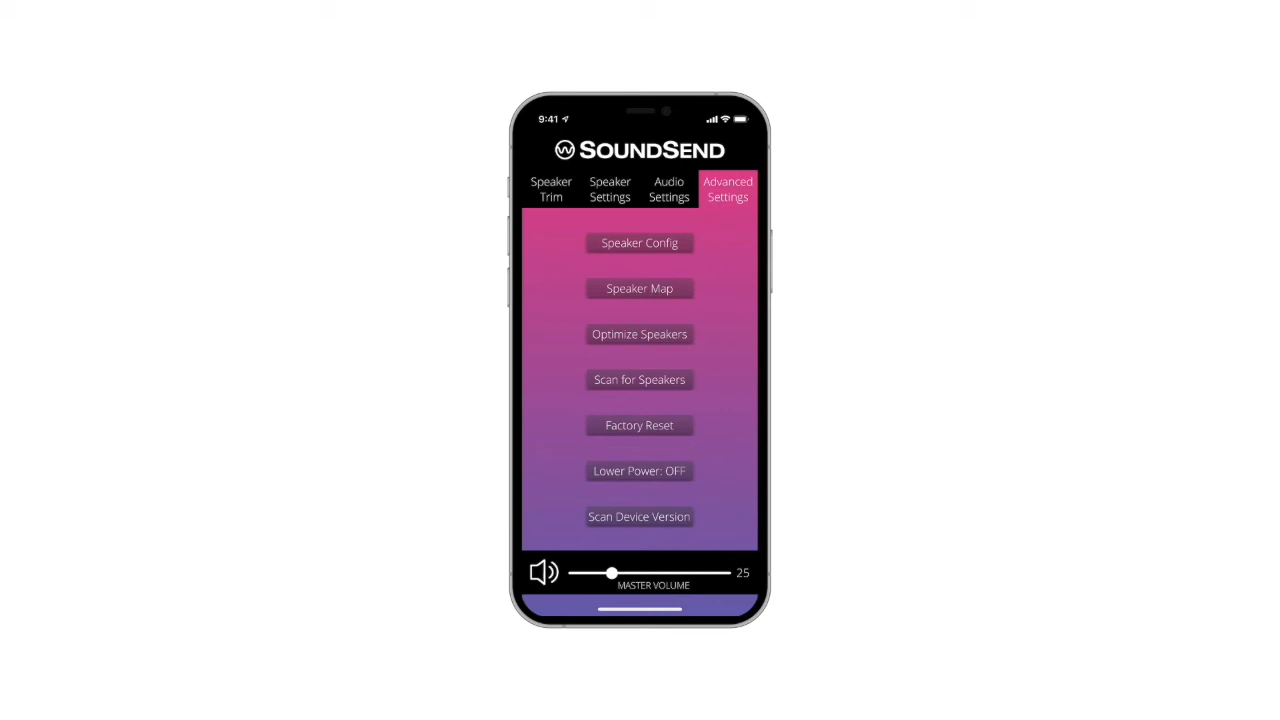 9:41
SOUNDSEND
Speaker Trim
Speaker Settings
Audio Settings
Advanced Settings
Speaker Config
Speaker Map
Optimize Speakers
Scan for Speakers
Factory Reset
Lower Power: OFF
Scan Device Version
25
MASTER VOLUME